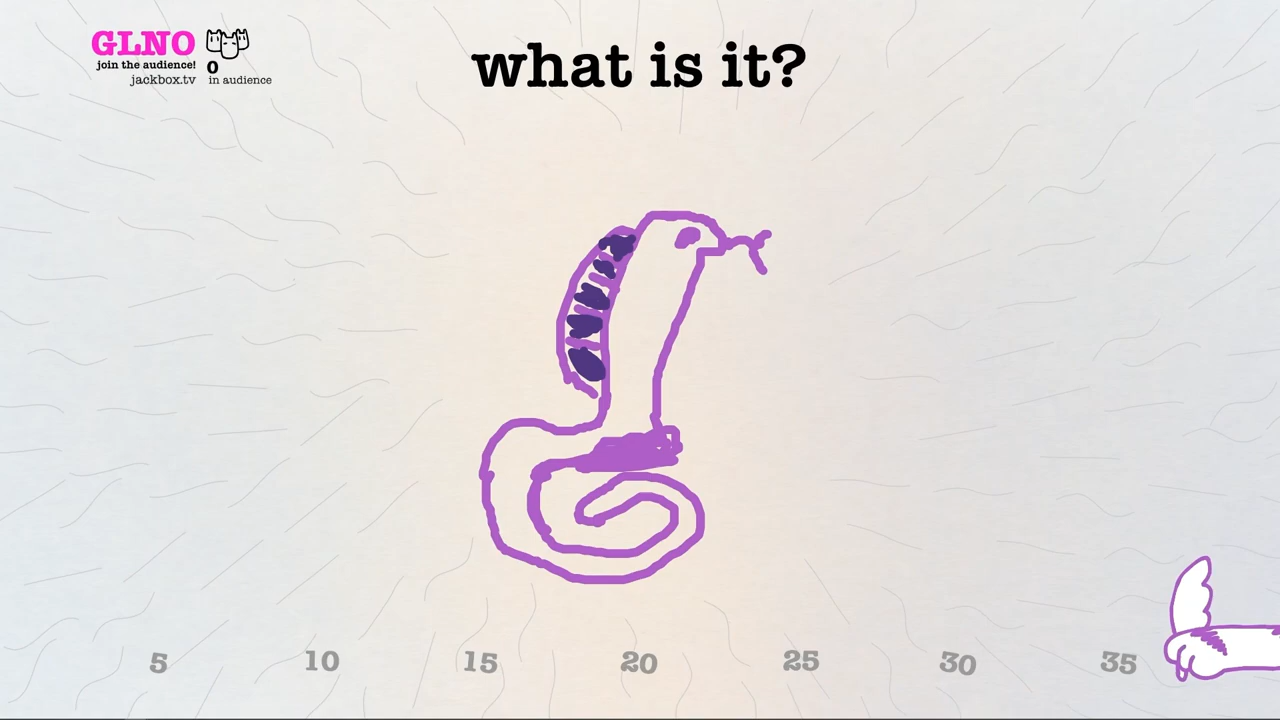 GLNO
join the audience!
jackbox.tv
0
in audience
what is it?
5 10 15 20 25 30 35